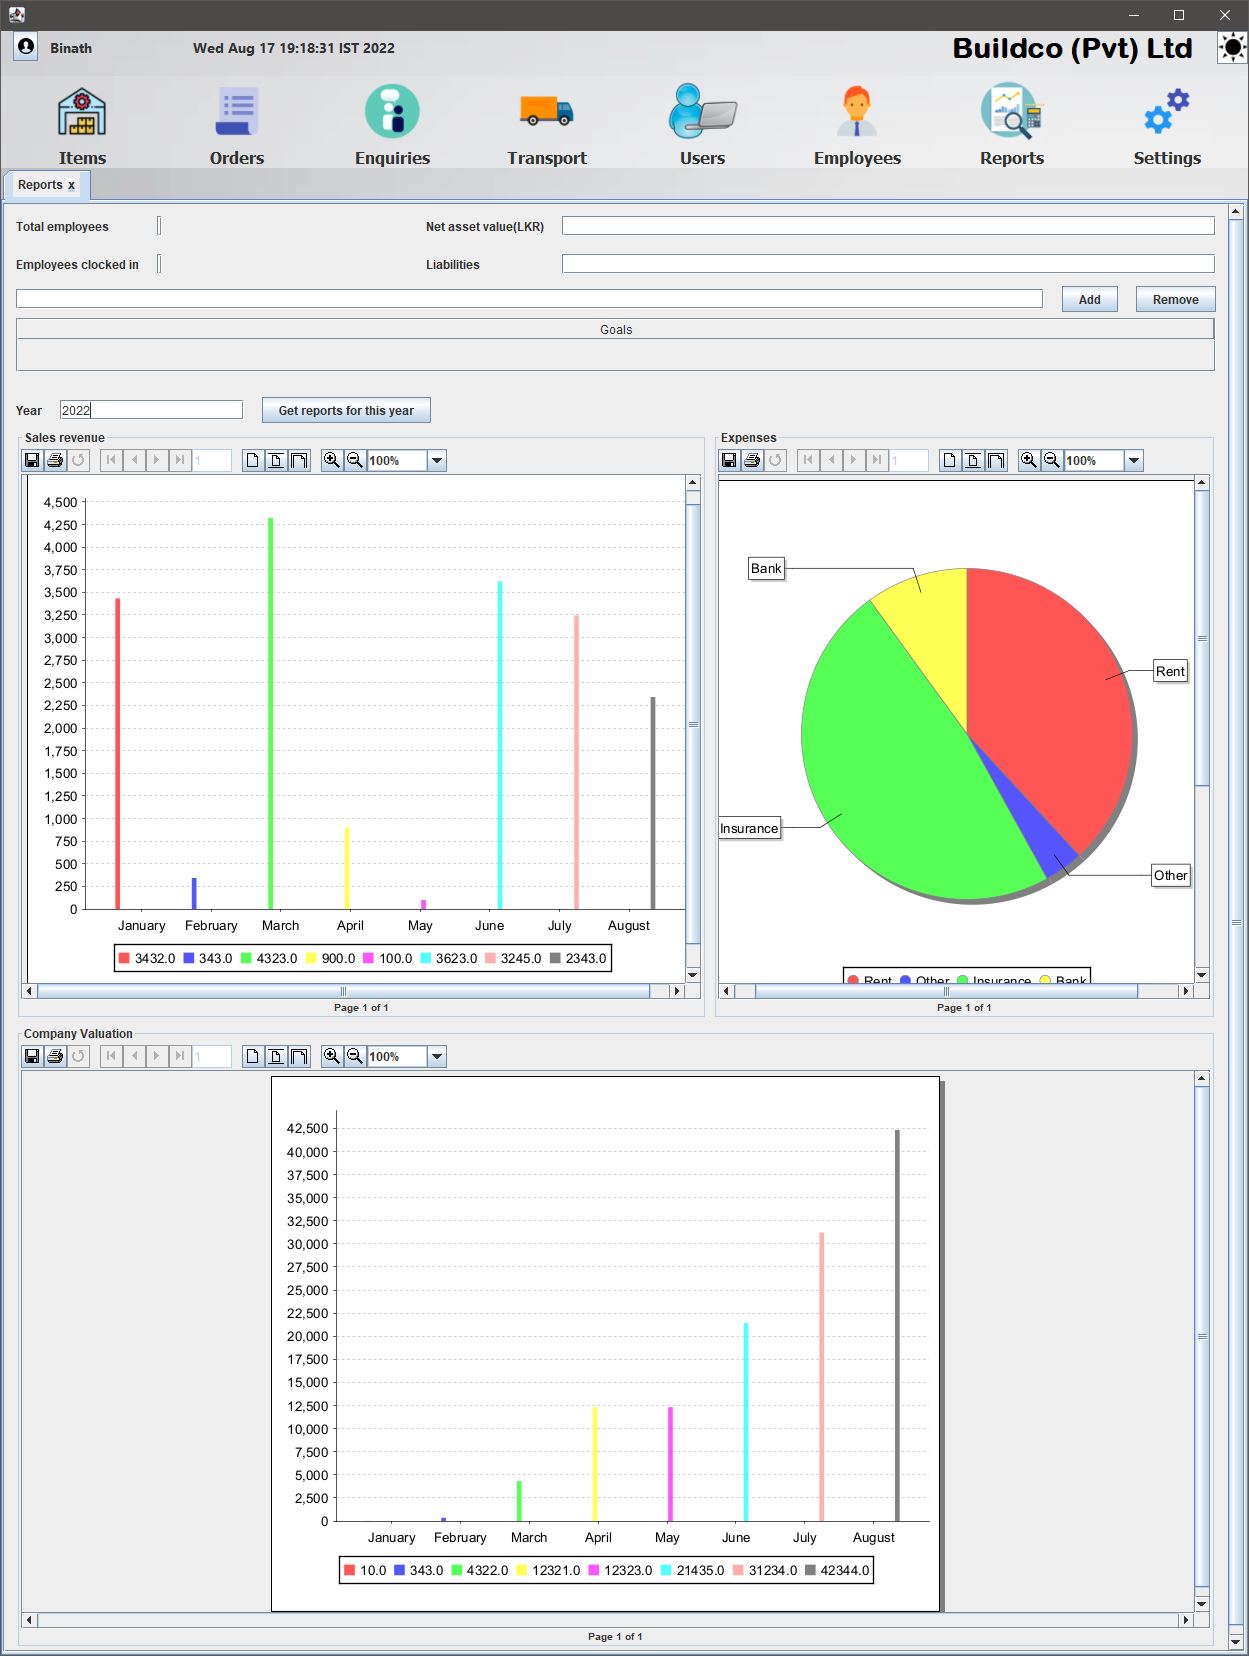 Binath Wed Aug 17 19:18:31 IST 2022 Buildco (Pvt) Ltd
Items Orders Enquiries Transport Users Employees Reports Settings
Reports x
Total employees Net asset value(LKR)
Employees clocked in Liabilities
Add Remove
Goals
Year 2022 Get reports for this year
Sales revenue
1 100%
4,500
4,250
4,000
3,750
3,500
3,250
3,000
2,750
2,500
2,250
2,000
1,750
1,500
1,250
1,000
750
500
250
0
January February March April May June July August
3432.0 343.0 4323.0 900.0 100.0 3623.0 3245.0 2343.0
Page 1 of 1
Expenses
1 100%
Bank
Rent
Insurance
Other
Rent Other Insurance Bank
Page 1 of 1
Company Valuation
1 100%
42,500
40,000
37,500
35,000
32,500
30,000
27,500
25,000
22,500
20,000
17,500
15,000
12,500
10,000
7,500
5,000
2,500
0
January February March April May June July August
10.0 343.0 4322.0 12321.0 12323.0 21435.0 31234.0 42344.0
Page 1 of 1